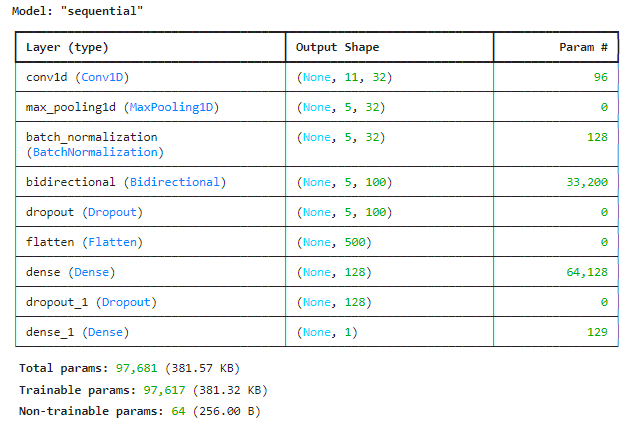 Model: "sequential"
Layer (type) Output Shape Param #
conv1d (Conv1D) (None, 11, 32) 96
max_pooling1d (MaxPooling1D) (None, 5, 32) 0
batch_normalization (None, 5, 32) 128
(BatchNormalization)
bidirectional (Bidirectional) (None, 5, 100) 33,200
dropout (Dropout) (None, 5, 100) 0
flatten (Flatten) (None, 500) 0
dense (Dense) (None, 128) 64,128
dropout_1 (Dropout) (None, 128) 0
dense_1 (Dense) (None, 1) 129
Total params: 97,681 (381.57 KB)
Trainable params: 97,617 (381.32 KB)
Non-trainable params: 64 (256.00 B)